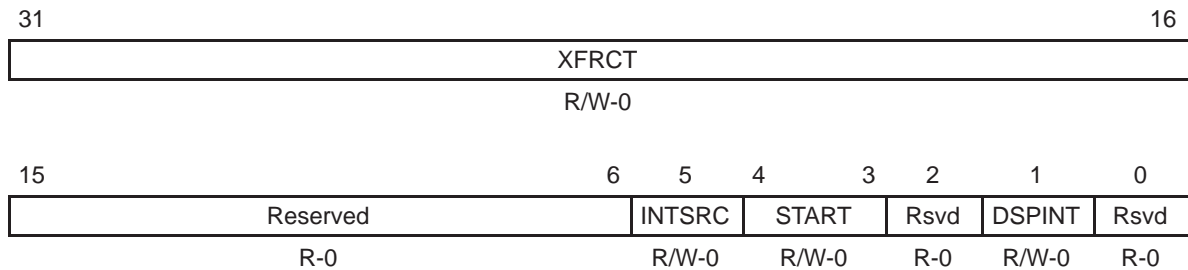 31 16
XFRCT
R/W-0
15 6 5 4 3 2 1 0
Reserved INTSRC START Rsvd DSPINT Rsvd
R-0 R/W-0 R/W-0 R-0 R/W-0 R-0